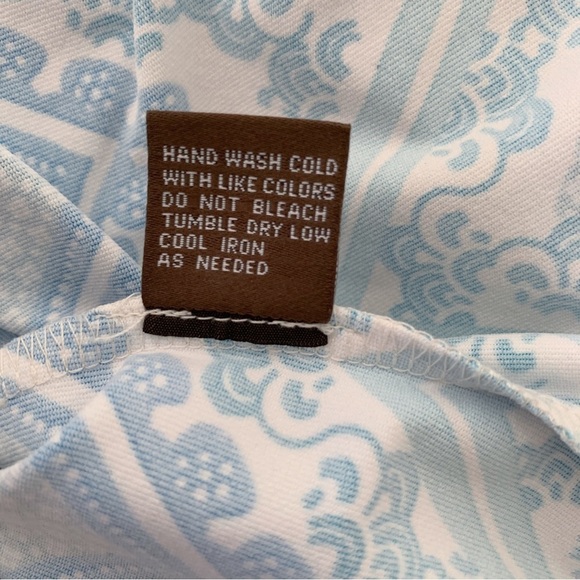 HAND WASH COLD
WITH LIKE COLORS
DO NOT BLEACH
TUMBLE DRY LOW
COOL IRON
AS NEEDED